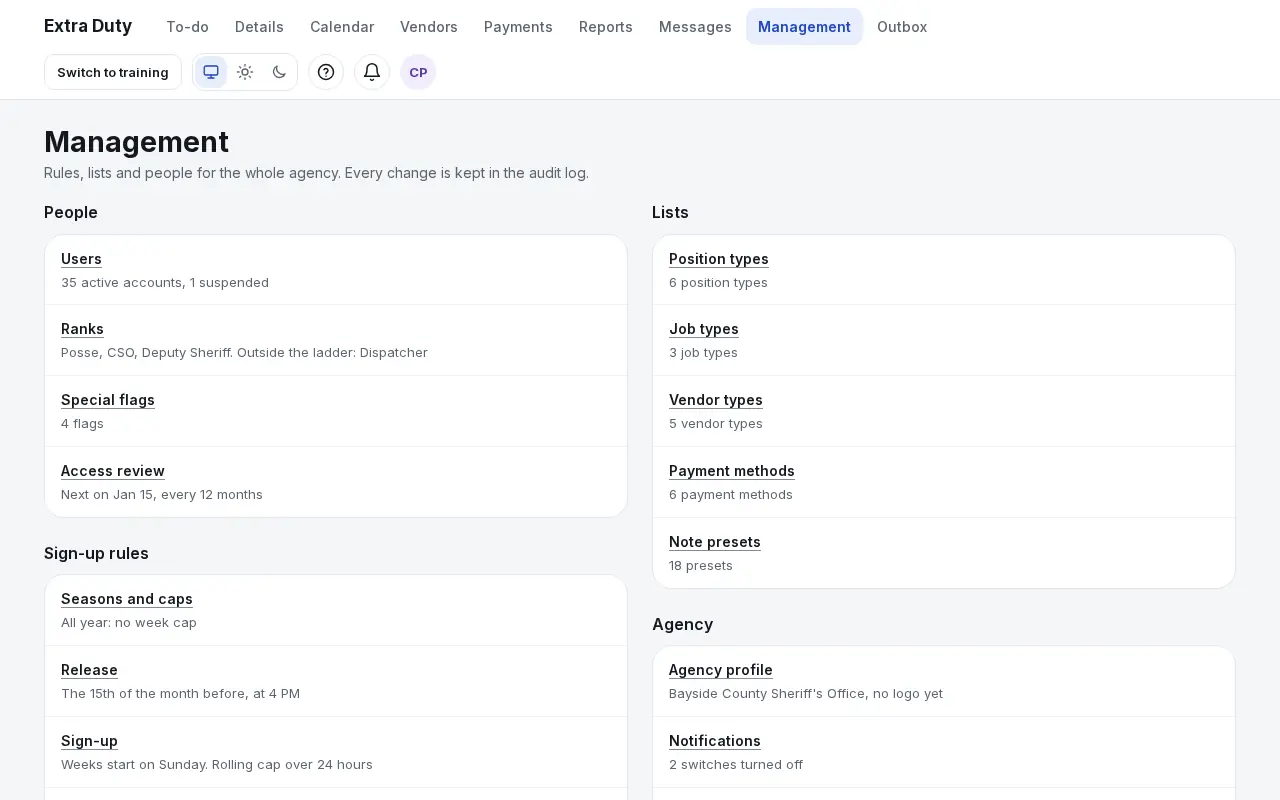 Extra Duty
To-do
Details
Calendar
Vendors
Payments
Reports
Messages
Management
Outbox
Switch to training
CP
Management
Rules, lists and people for the whole agency. Every change is kept in the audit log.
People
Users
35 active accounts, 1 suspended
Ranks
Posse, CSO, Deputy Sheriff. Outside the ladder: Dispatcher
Special flags
4 flags
Access review
Next on Jan 15, every 12 months
Sign-up rules
Seasons and caps
All year: no week cap
Release
The 15th of the month before, at 4 PM
Sign-up
Weeks start on Sunday. Rolling cap over 24 hours
Lists
Position types
6 position types
Job types
3 job types
Vendor types
5 vendor types
Payment methods
6 payment methods
Note presets
18 presets
Agency
Agency profile
Bayside County Sheriff's Office, no logo yet
Notifications
2 switches turned off